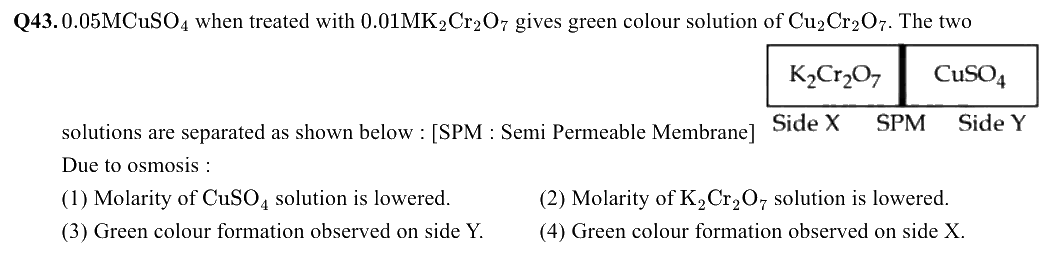 Q43. 0.05MCuSO₄ when treated with 0.01MK₂Cr₂O₇ gives green colour solution of Cu₂Cr₂O₇. The two
K₂Cr₂O₇ CuSO₄
solutions are separated as shown below : [SPM : Semi Permeable Membrane] Side X SPM Side Y
Due to osmosis :
(1) Molarity of CuSO₄ solution is lowered. (2) Molarity of K₂Cr₂O₇ solution is lowered.
(3) Green colour formation observed on side Y. (4) Green colour formation observed on side X.